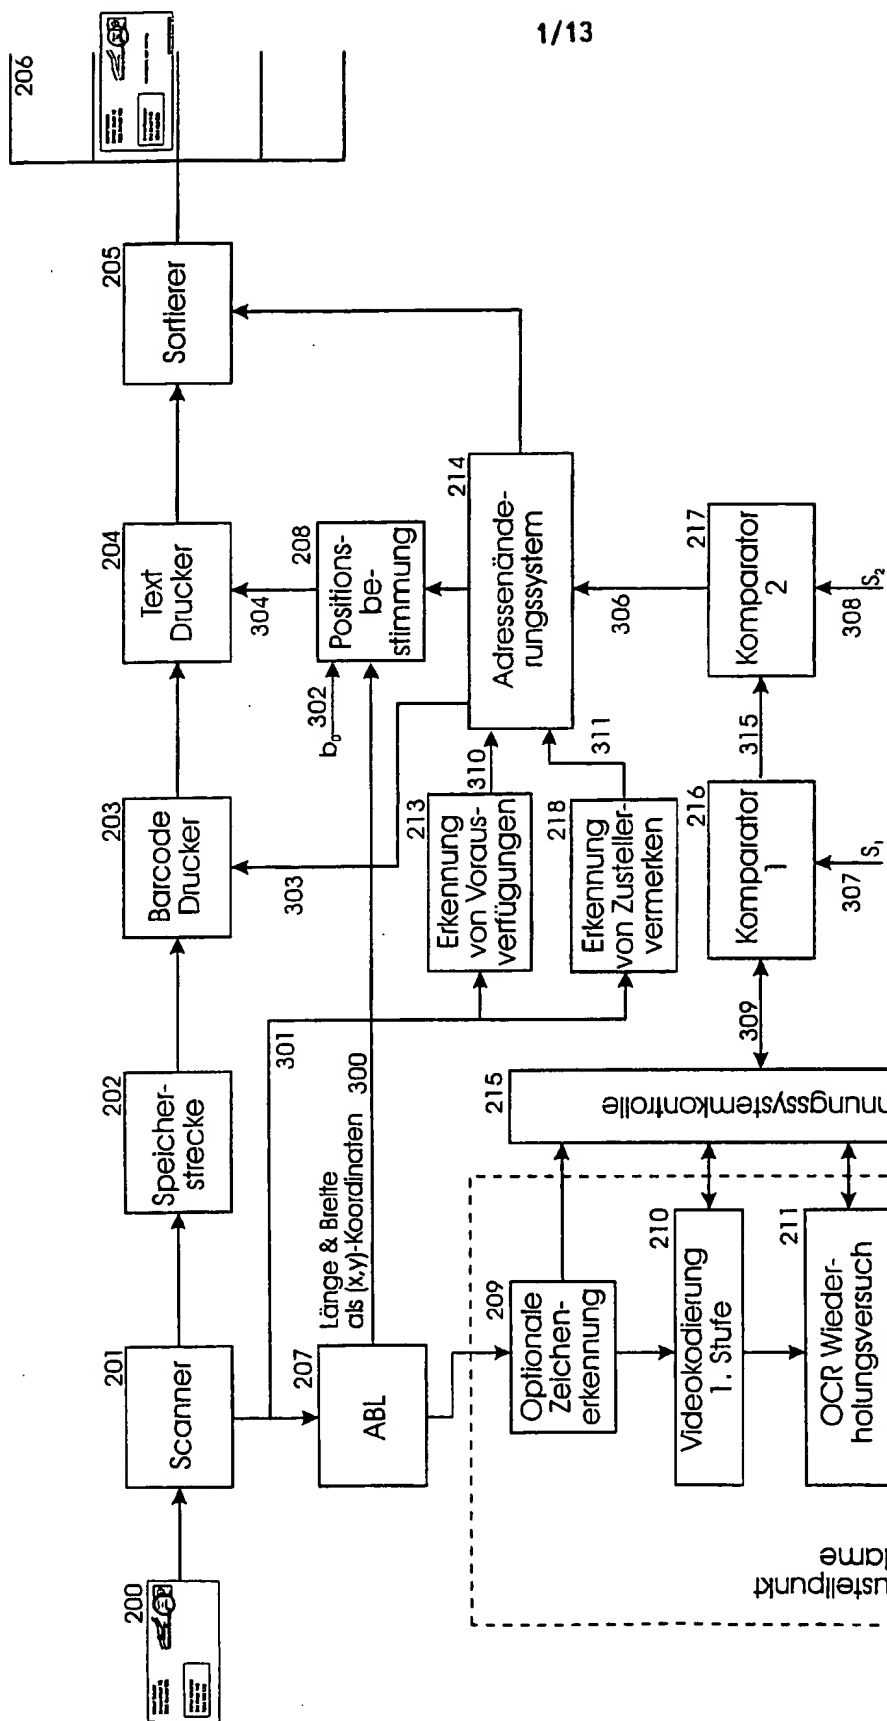 1/13
200
201
Scanner
202
Speicher-
strecke
203
Barcode
Drucker
204
Text
Drucker
205
Sortierer
206
207
ABL
Länge & Breite
als (x,y)-Koordinaten
300
301
303
b₀
302
304
208
Positions-
be-
stimmung
213
Erkennung
von Voraus-
verfügungen
310
218
Erkennung
von Zusteller-
vermerken
311
214
Adressenände-
rungssystem
306
209
Optionale
Zeichen-
erkennung
210
Videokodierung
1. Stufe
211
OCR Wieder-
holungsversuch
215
nnungssystemkontrolle
309
216
Komparator
1
307
S₁
315
217
Komparator
2
308
S₂
ustellpunkt
lame